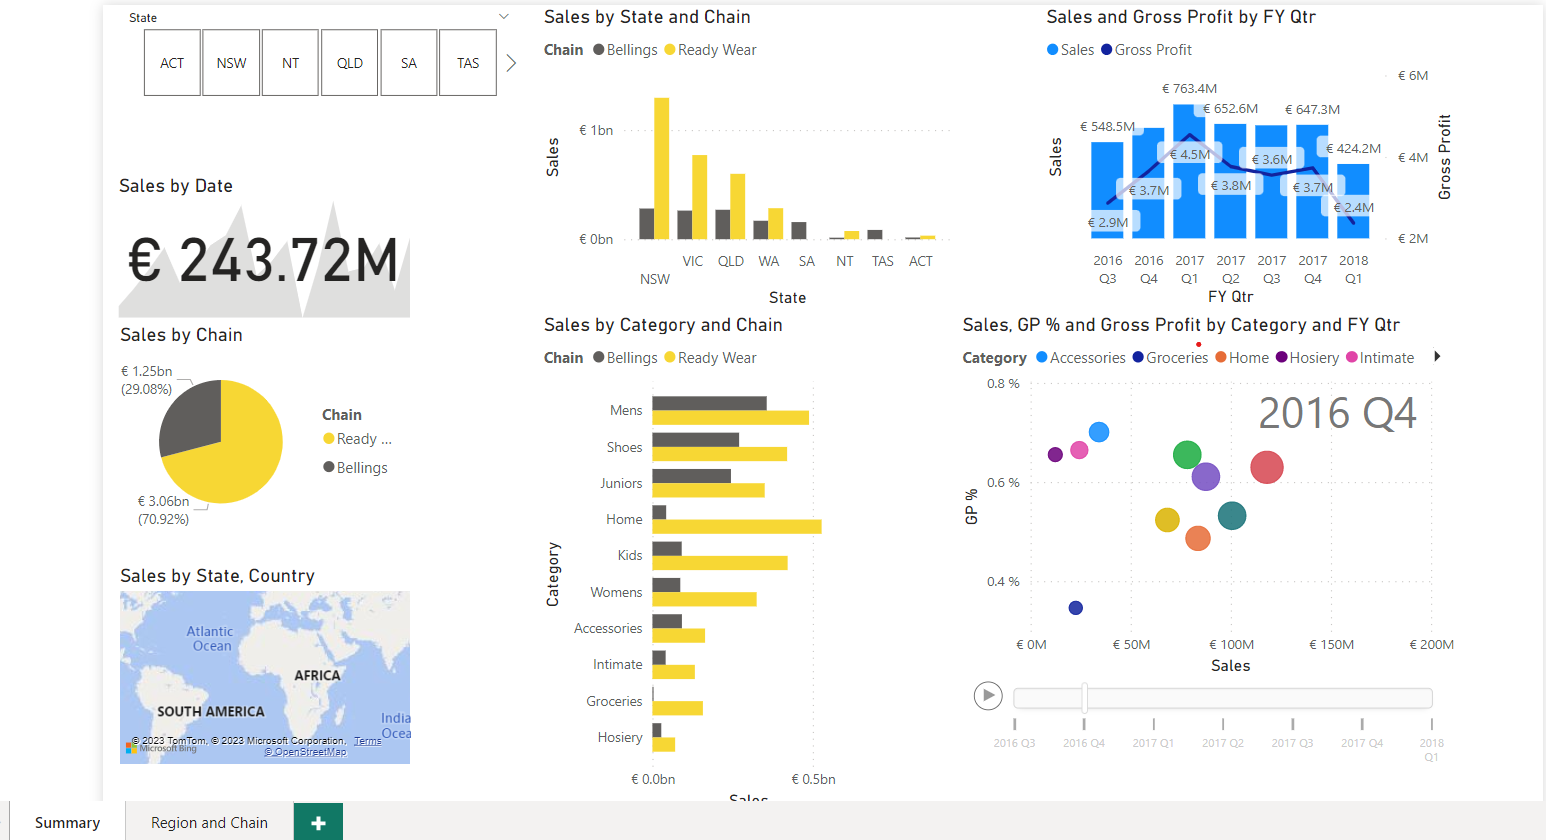 State
ACT NSW NT QLD SA TAS
Sales by Date
€ 243.72M
Sales by Chain
€ 1.25bn
(29.08%)
Chain
Ready ...
Bellings
€ 3.06bn
(70.92%)
Sales by State, Country
Atlantic
Ocean
AFRICA
SOUTH AMERICA
India
Ocea
© 2023 TomTom, © 2023 Microsoft Corporation, Terms
Microsoft Bing
© OpenStreetMap
Sales by State and Chain
Chain Bellings Ready Wear
Sales
€ 1bn
€ 0bn
NSW VIC QLD WA SA NT TAS ACT
State
Sales by Category and Chain
Chain Bellings Ready Wear
Category
Mens
Shoes
Juniors
Home
Kids
Womens
Accessories
Intimate
Groceries
Hosiery
€ 0.0bn € 0.5bn
Sales
Sales and Gross Profit by FY Qtr
Sales Gross Profit
Sales
Gross Profit
€ 6M
€ 4M
€ 2M
€ 548.5M € 763.4M € 652.6M € 647.3M € 424.2M
€ 2.9M € 3.7M € 4.5M € 3.8M € 3.6M € 3.7M € 2.4M
2016 2016 2017 2017 2017 2017 2018
Q3 Q4 Q1 Q2 Q3 Q4 Q1
FY Qtr
Sales, GP % and Gross Profit by Category and FY Qtr
Category Accessories Groceries Home Hosiery Intimate
2016 Q4
GP %
0.8 %
0.6 %
0.4 %
€ 0M € 50M € 100M € 150M € 200M
Sales
2016 Q3 2016 Q4 2017 Q1 2017 Q2 2017 Q3 2017 Q4 2018
Q1
Summary Region and Chain